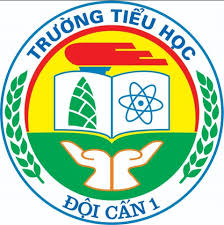 TRƯỜNG TIỂU HỌC
ĐỘI CẤN 1